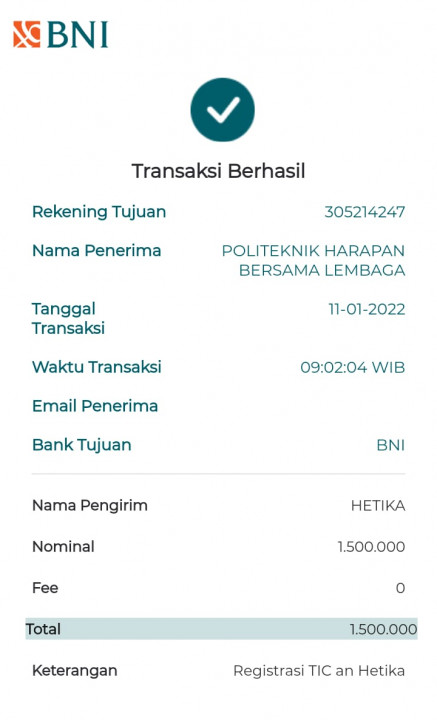 BNI
Transaksi Berhasil
Rekening Tujuan 305214247
Nama Penerima POLITEKNIK HARAPAN
BERSAMA LEMBAGA
Tanggal 11-01-2022
Transaksi
Waktu Transaksi 09:02:04 WIB
Email Penerima
Bank Tujuan BNI
Nama Pengirim HETIKA
Nominal 1.500.000
Fee 0
Total 1.500.000
Keterangan Registrasi TIC an Hetika